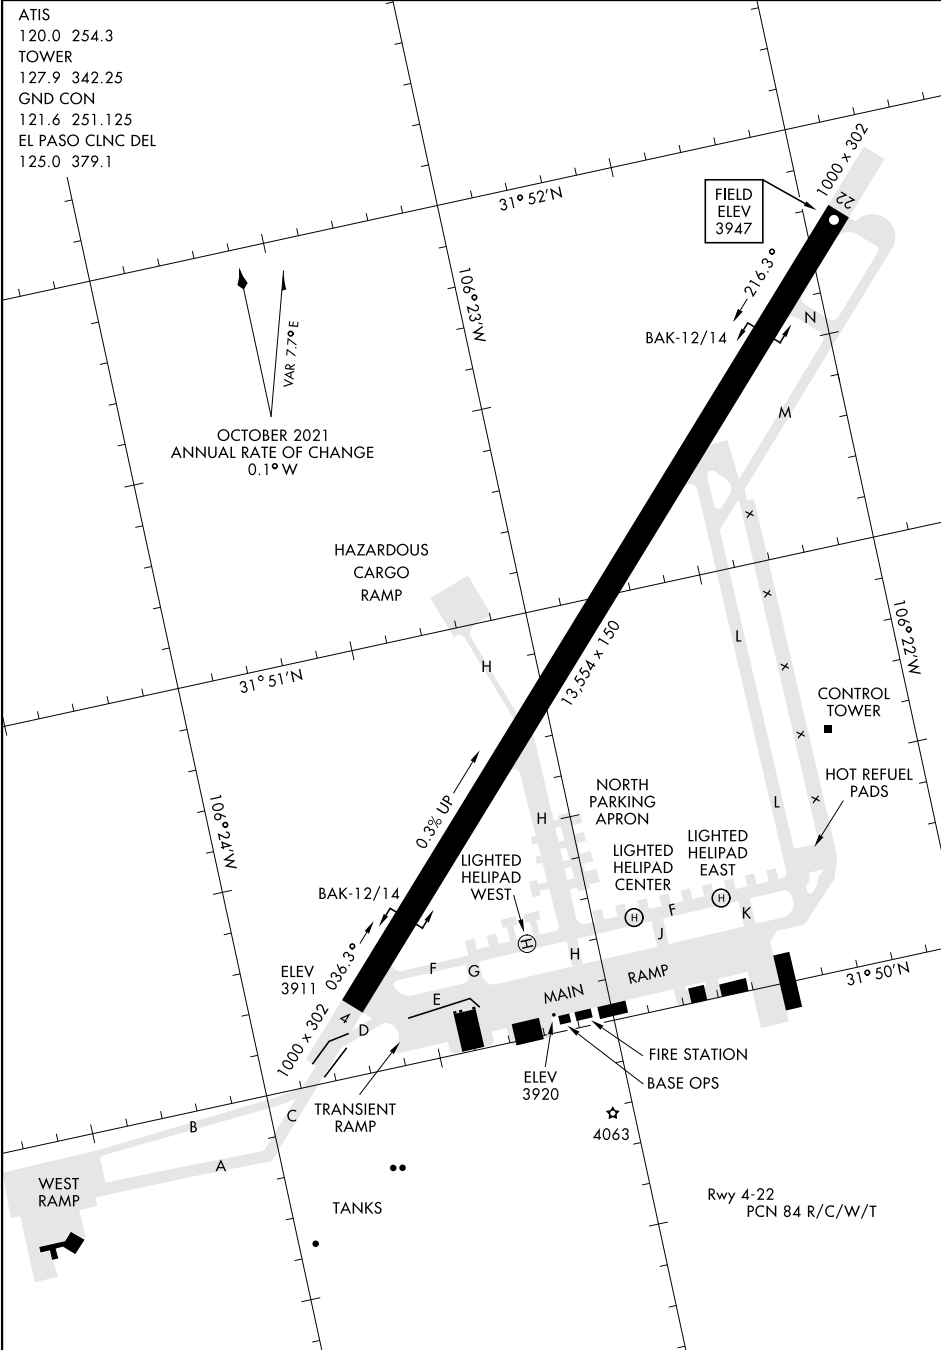 ATIS
120.0 254.3
TOWER
127.9 342.25
GND CON
121.6 251.125
EL PASO CLNC DEL
125.0 379.1
31°52'N
1000 x 302
22
FIELD
ELEV
3947
216.3°
106°23'W
VAR 7.7° E
BAK-12/14
N
M
OCTOBER 2021
ANNUAL RATE OF CHANGE
0.1° W
HAZARDOUS
CARGO
RAMP
H
31°51'N
13,554 x 150
L
x
x
x
x
x
106°22'W
CONTROL
TOWER
HOT REFUEL
PADS
L
NORTH
PARKING
APRON
H
0.3% UP
106°24'W
LIGHTED
HELIPAD
WEST
LIGHTED
HELIPAD
CENTER
LIGHTED
HELIPAD
EAST
BAK-12/14
H
H
H
F
K
J
H
F
G
E
036.3°
ELEV
3911
MAIN
RAMP
31°50'N
1000 x 302
4
D
FIRE STATION
BASE OPS
ELEV
3920
TRANSIENT
RAMP
C
B
A
4063
WEST
RAMP
TANKS
Rwy 4-22
PCN 84 R/C/W/T